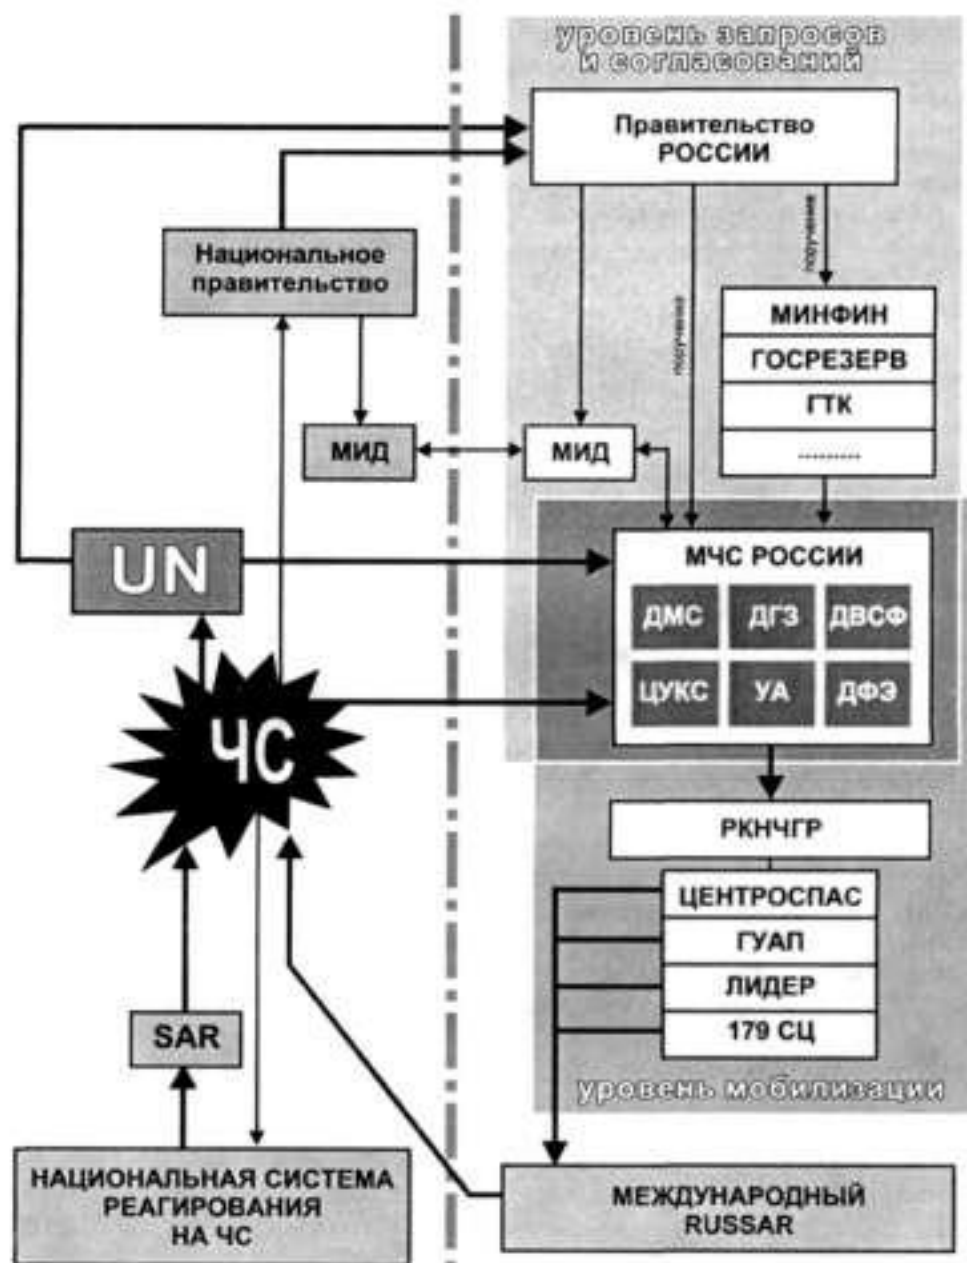 уровень запросов
и согласований
Правительство
РОССИИ
поручение
Национальное
правительство
поручение
МИНФИН
ГОСРЕЗЕРВ
ГТК
..........
МИД
МИД
UN
МЧС РОССИИ
ДМС
ДГЗ
ДВСФ
ЦУКС
УА
ДФЭ
ЧС
РКНЧГР
ЦЕНТРОСПАС
ГУАП
ЛИДЕР
179 СЦ
SAR
уровень мобилизации
НАЦИОНАЛЬНАЯ СИСТЕМА
РЕАГИРОВАНИЯ
НА ЧС
МЕЖДУНАРОДНЫЙ
RUSSAR